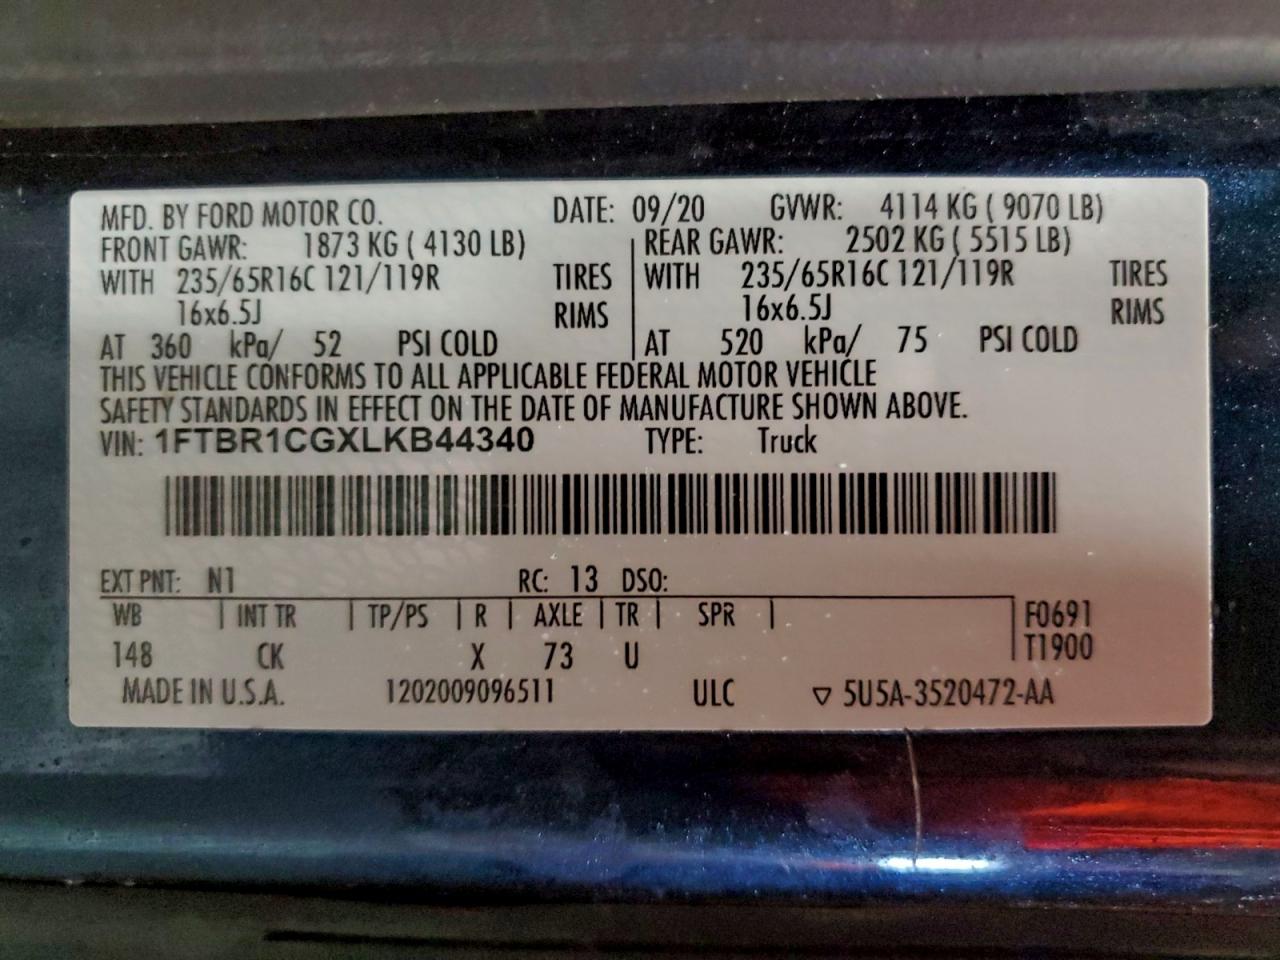 MFD. BY FORD MOTOR CO. DATE: 09/20 GVWR: 4114 KG ( 9070 LB)
FRONT GAWR: 1873 KG ( 4130 LB) REAR GAWR: 2502 KG ( 5515 LB)
WITH 235/65R16C 121/119R TIRES WITH 235/65R16C 121/119R TIRES
16x6.5J RIMS 16x6.5J RIMS
AT 360 kPa/ 52 PSI COLD AT 520 kPa/ 75 PSI COLD
THIS VEHICLE CONFORMS TO ALL APPLICABLE FEDERAL MOTOR VEHICLE
SAFETY STANDARDS IN EFFECT ON THE DATE OF MANUFACTURE SHOWN ABOVE.
VIN: 1FTBR1CGXLKB44340 TYPE: Truck
EXT PNT: N1 RC: 13 DSO:
WB | INT TR | TP/PS | R | AXLE | TR | SPR | F0691
148 CK X 73 U T1900
MADE IN U.S.A. 1202009096511 ULC ▽ 5U5A-3520472-AA